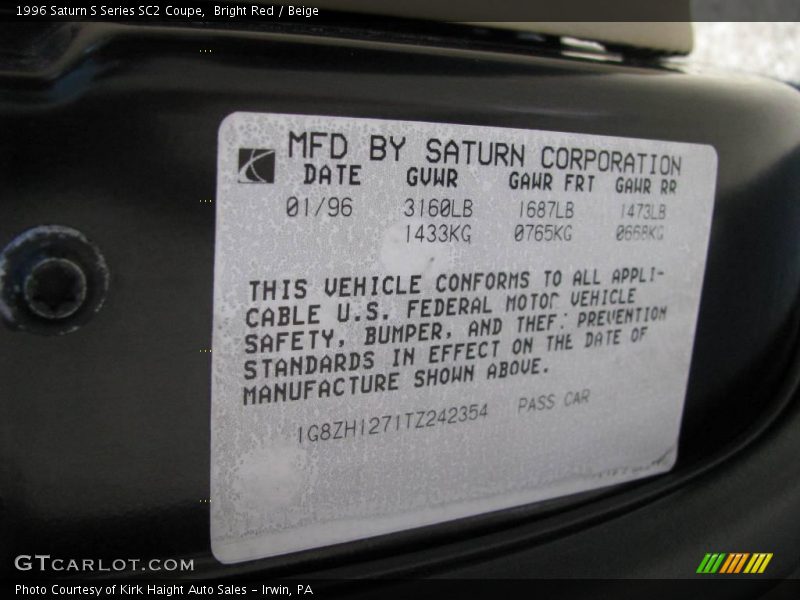 1996 Saturn S Series SC2 Coupe, Bright Red / Beige
MFD BY SATURN CORPORATION
DATE GVWR GAWR FRT GAWR RR
01/96 3160LB 1687LB 1473LB
1433KG 0765KG 0668KG
THIS VEHICLE CONFORMS TO ALL APPLI-
CABLE U.S. FEDERAL MOTOR VEHICLE
SAFETY, BUMPER, AND THEFT PREVENTION
STANDARDS IN EFFECT ON THE DATE OF
MANUFACTURE SHOWN ABOVE.
1G8ZH1271TZ242354 PASS CAR
GTCARLOT.COM
Photo Courtesy of Kirk Haight Auto Sales - Irwin, PA